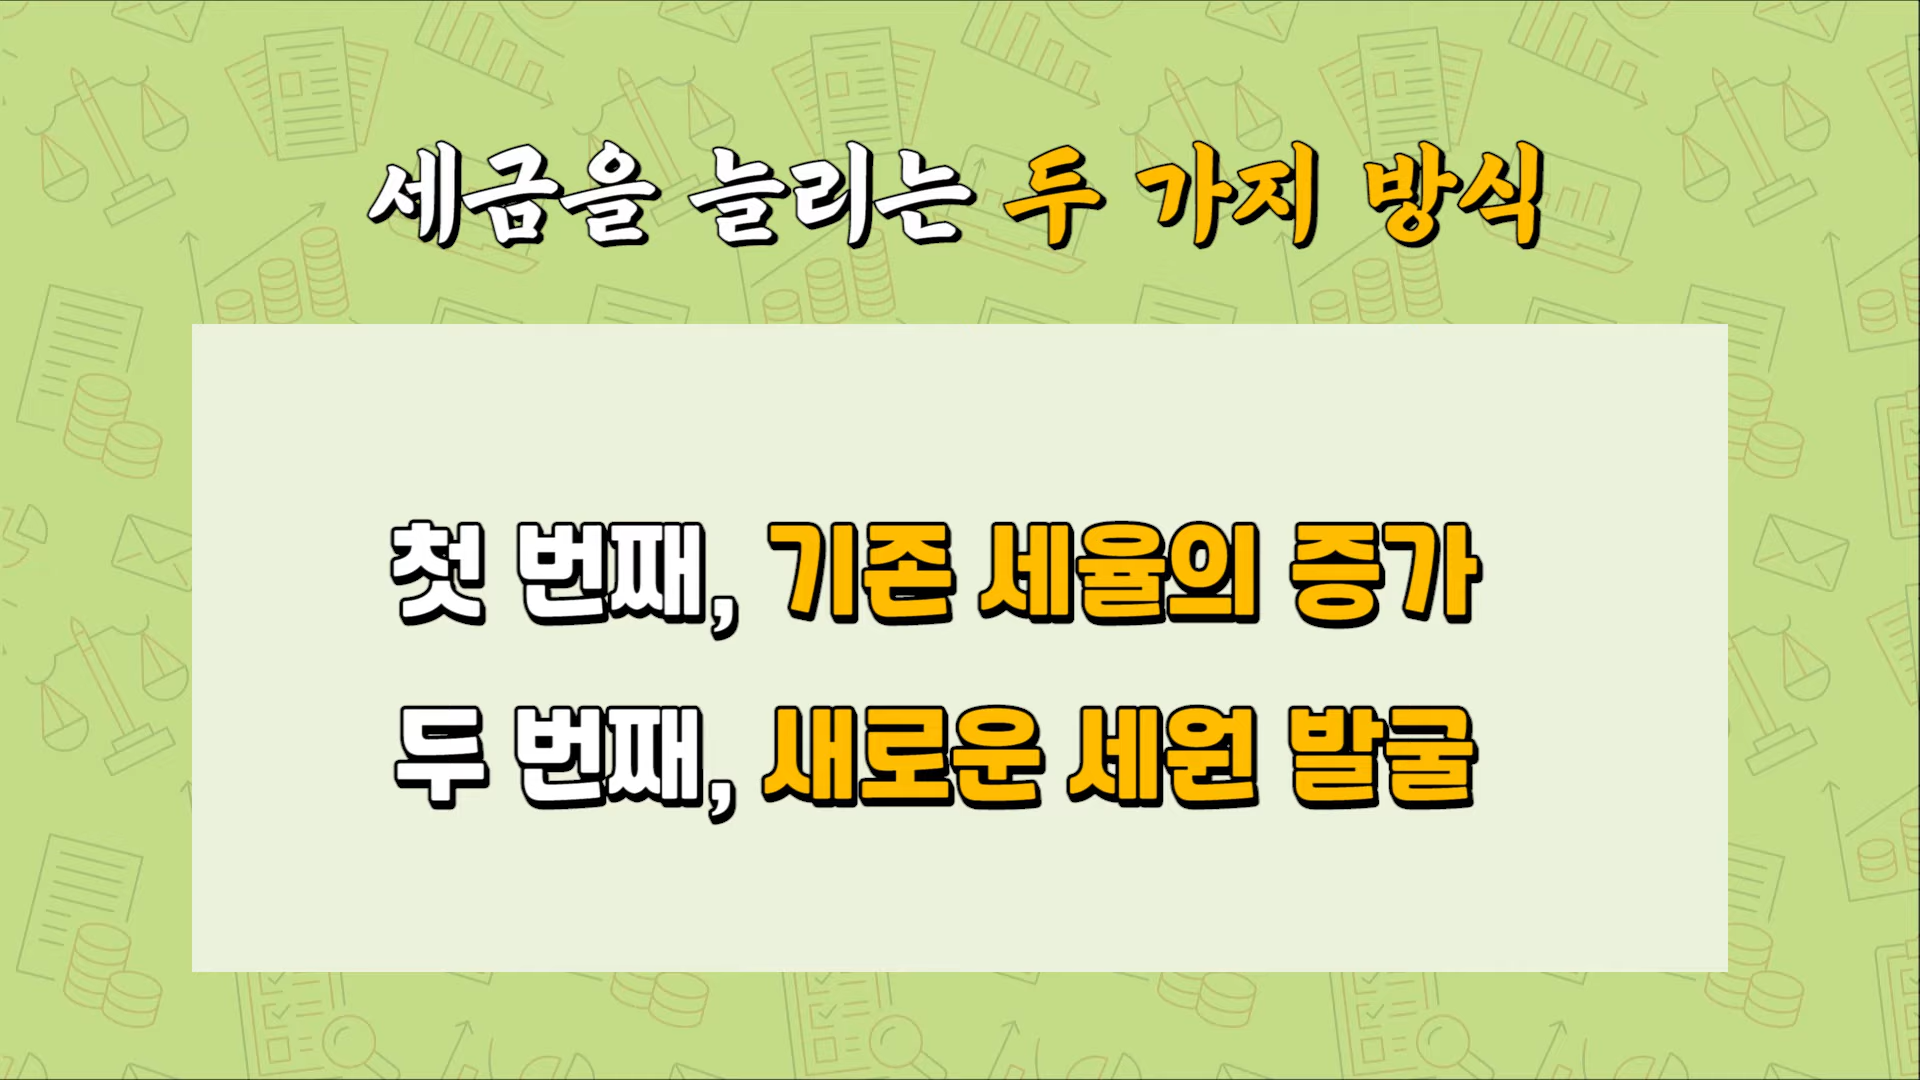 세금을 늘리는 두 가지 방식
첫 번째, 기존 세율의 증가
두 번째, 새로운 세원 발굴